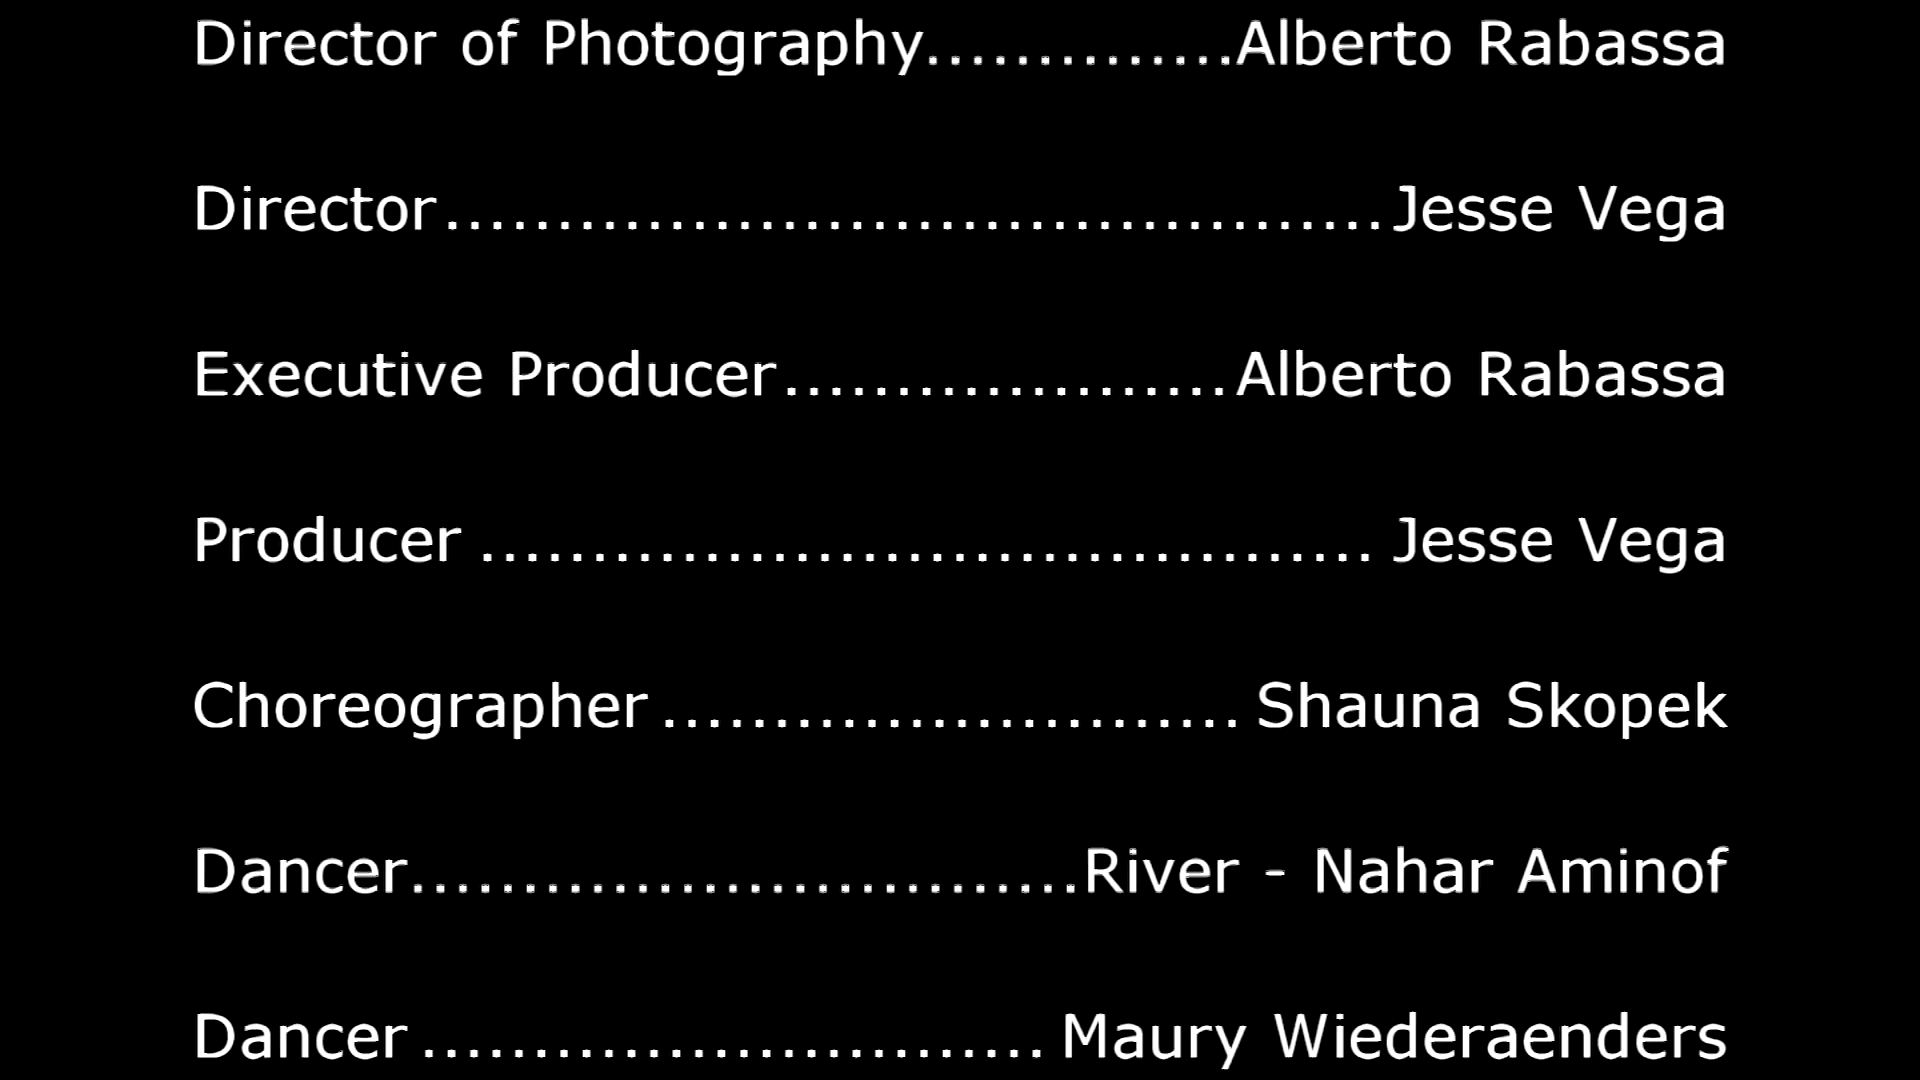 Director of Photography..............Alberto Rabassa
Director..........................................Jesse Vega
Executive Producer....................Alberto Rabassa
Producer ........................................ Jesse Vega
Choreographer .......................... Shauna Skopek
Dancer..............................River - Nahar Aminof
Dancer ............................ Maury Wiederaenders